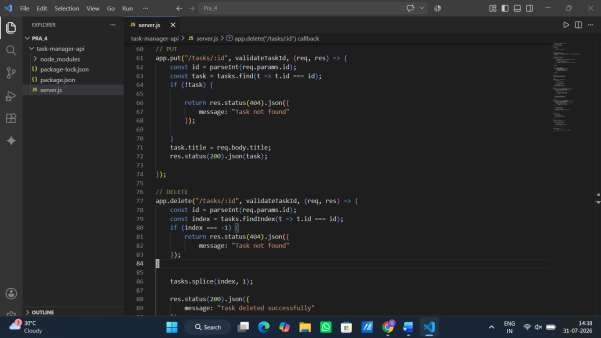 File Edit Selection View Go Run ···
Pra_4
EXPLORER ···
PRA_4
task-manager-api
node_modules
package-lock.json
package.json
server.js
OUTLINE
server.js
task-manager-api > server.js > app.delete("/tasks/:id") callback
60 // PUT
61 app.put("/tasks/:id", validateTaskId, (req, res) => {
62 const id = parseInt(req.params.id);
63 const task = tasks.find(t => t.id === id);
64 if (!task) {
65
66 return res.status(404).json({
67 message: "Task not found"
68 });
69
70 }
71 task.title = req.body.title;
72 res.status(200).json(task);
73
74 });
75
76 // DELETE
77 app.delete("/tasks/:id", validateTaskId, (req, res) => {
78 const id = parseInt(req.params.id);
79 const index = tasks.findIndex(t => t.id === id);
80 if (index === -1) {
81 return res.status(404).json({
82 message: "Task not found"
83 });
84 }
85
86 tasks.splice(index, 1);
87
88 res.status(200).json({
89 message: "Task deleted successfully"
30°C
Cloudy
Search
ENG
IN
14:38
31-07-2026